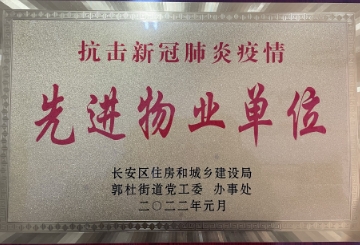 抗击新冠肺炎疫情
先进物业单位
长安区住房和城乡建设局
郭杜街道党工委 办事处
二〇二二年元月